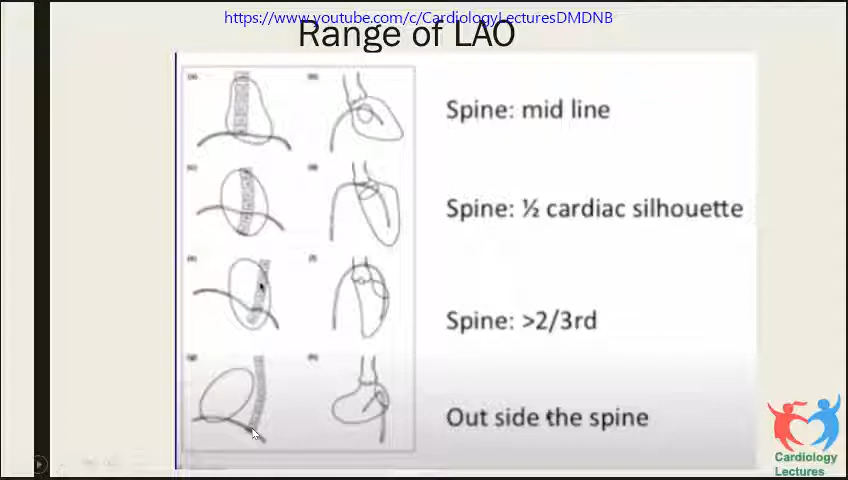 https://www.youtube.com/c/CardiologyLecturesDMDNB
Range of LAO
Spine: mid line
Spine: ½ cardiac silhouette
Spine: >2/3rd
Out side the spine
Cardiology
Lectures